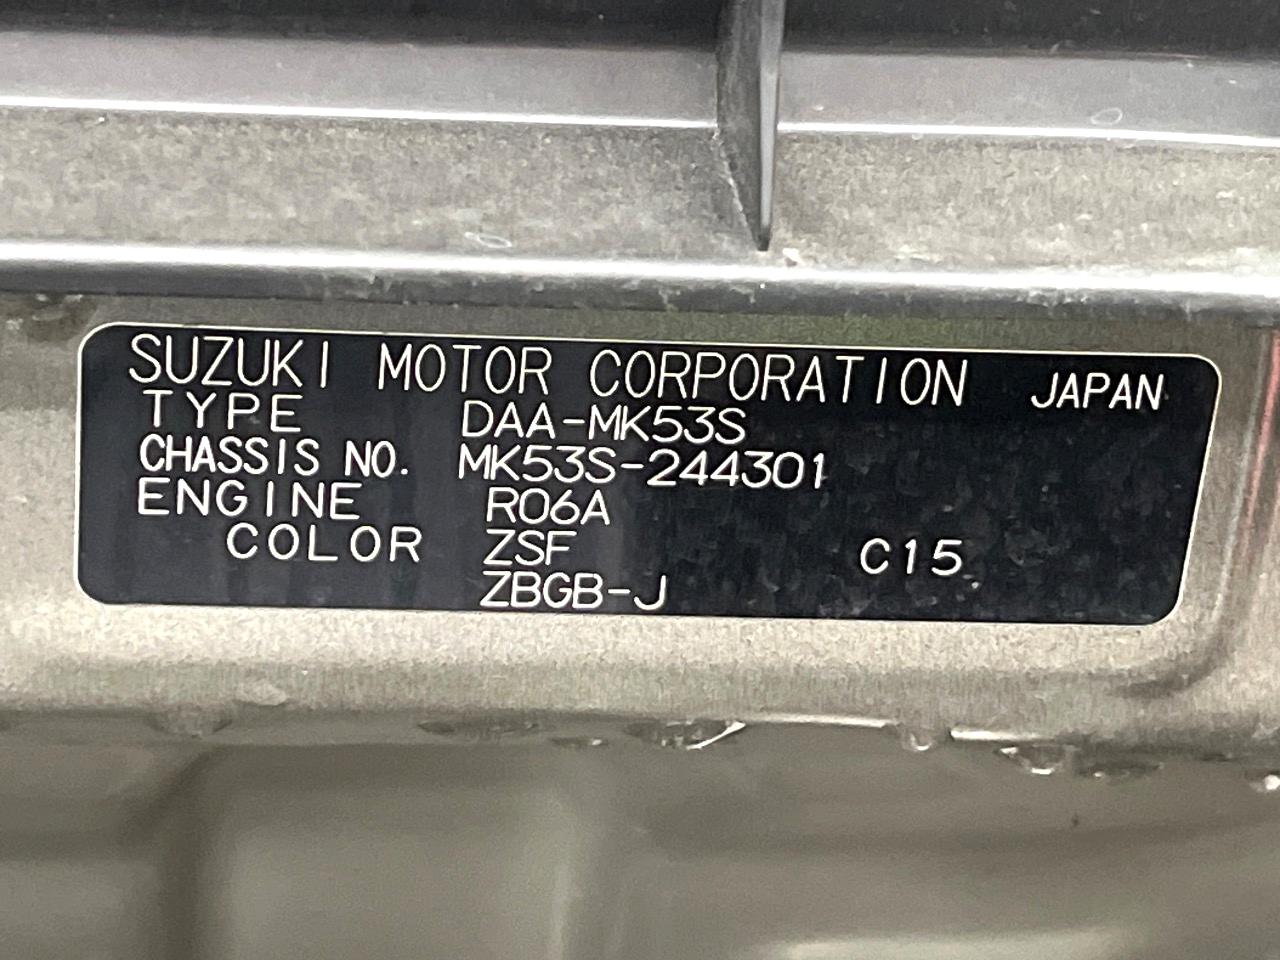 SUZUKI MOTOR CORPORATION JAPAN
TYPE DAA-MK53S
CHASSIS NO. MK53S-244301
ENGINE R06A
COLOR ZSF C15
ZBGB-J